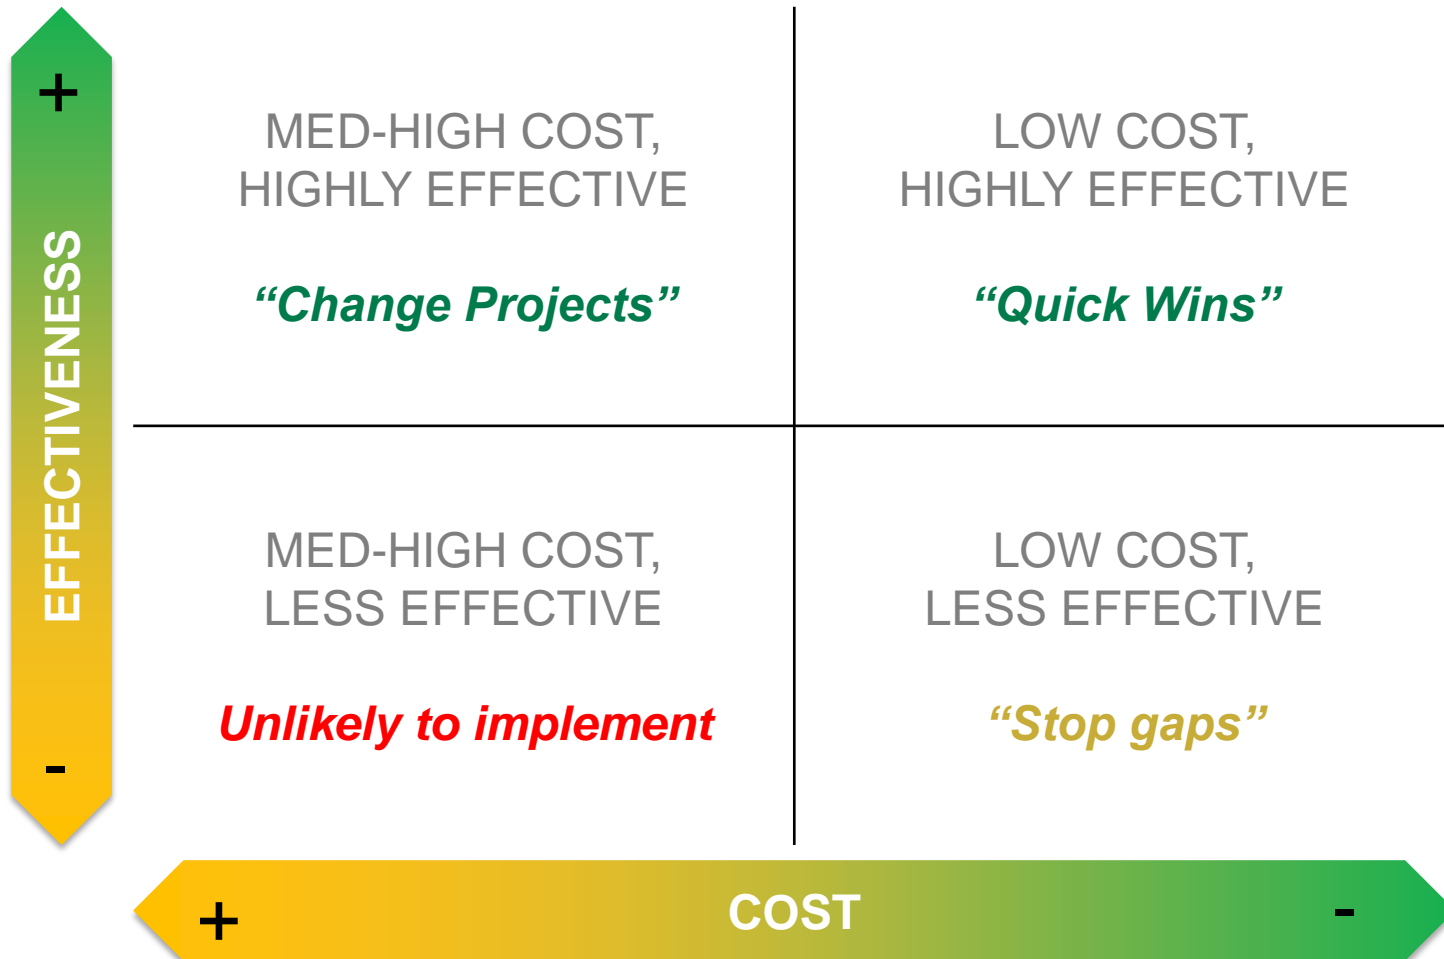 +
EFFECTIVENESS
-
MED-HIGH COST,
HIGHLY EFFECTIVE
“Change Projects”
LOW COST,
HIGHLY EFFECTIVE
“Quick Wins”
MED-HIGH COST,
LESS EFFECTIVE
Unlikely to implement
LOW COST,
LESS EFFECTIVE
“Stop gaps”
+ COST -